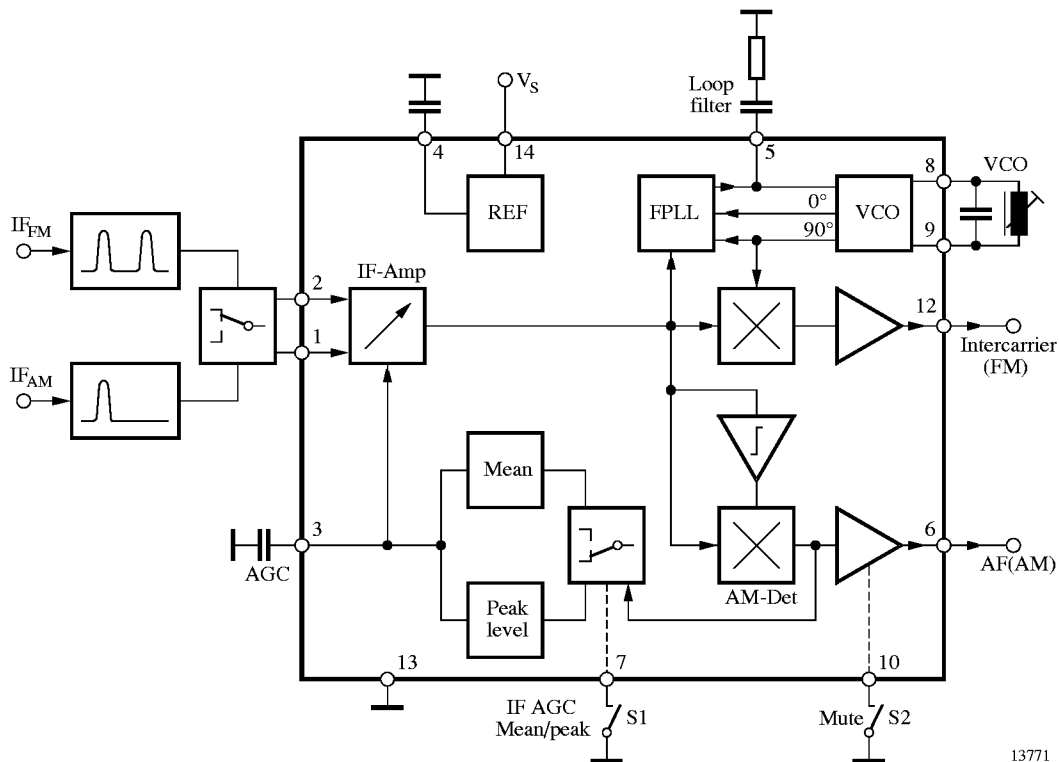 V_S
Loop
filter
4
14
5
8
VCO
REF
FPLL
0°
90°
VCO
9
IF_FM
IF-Amp
2
1
12
Intercarrier
(FM)
IF_AM
Mean
3
AGC
6
AF(AM)
AM-Det
Peak
level
13
7
10
IF AGC
Mean/peak
S1
Mute
S2
13771